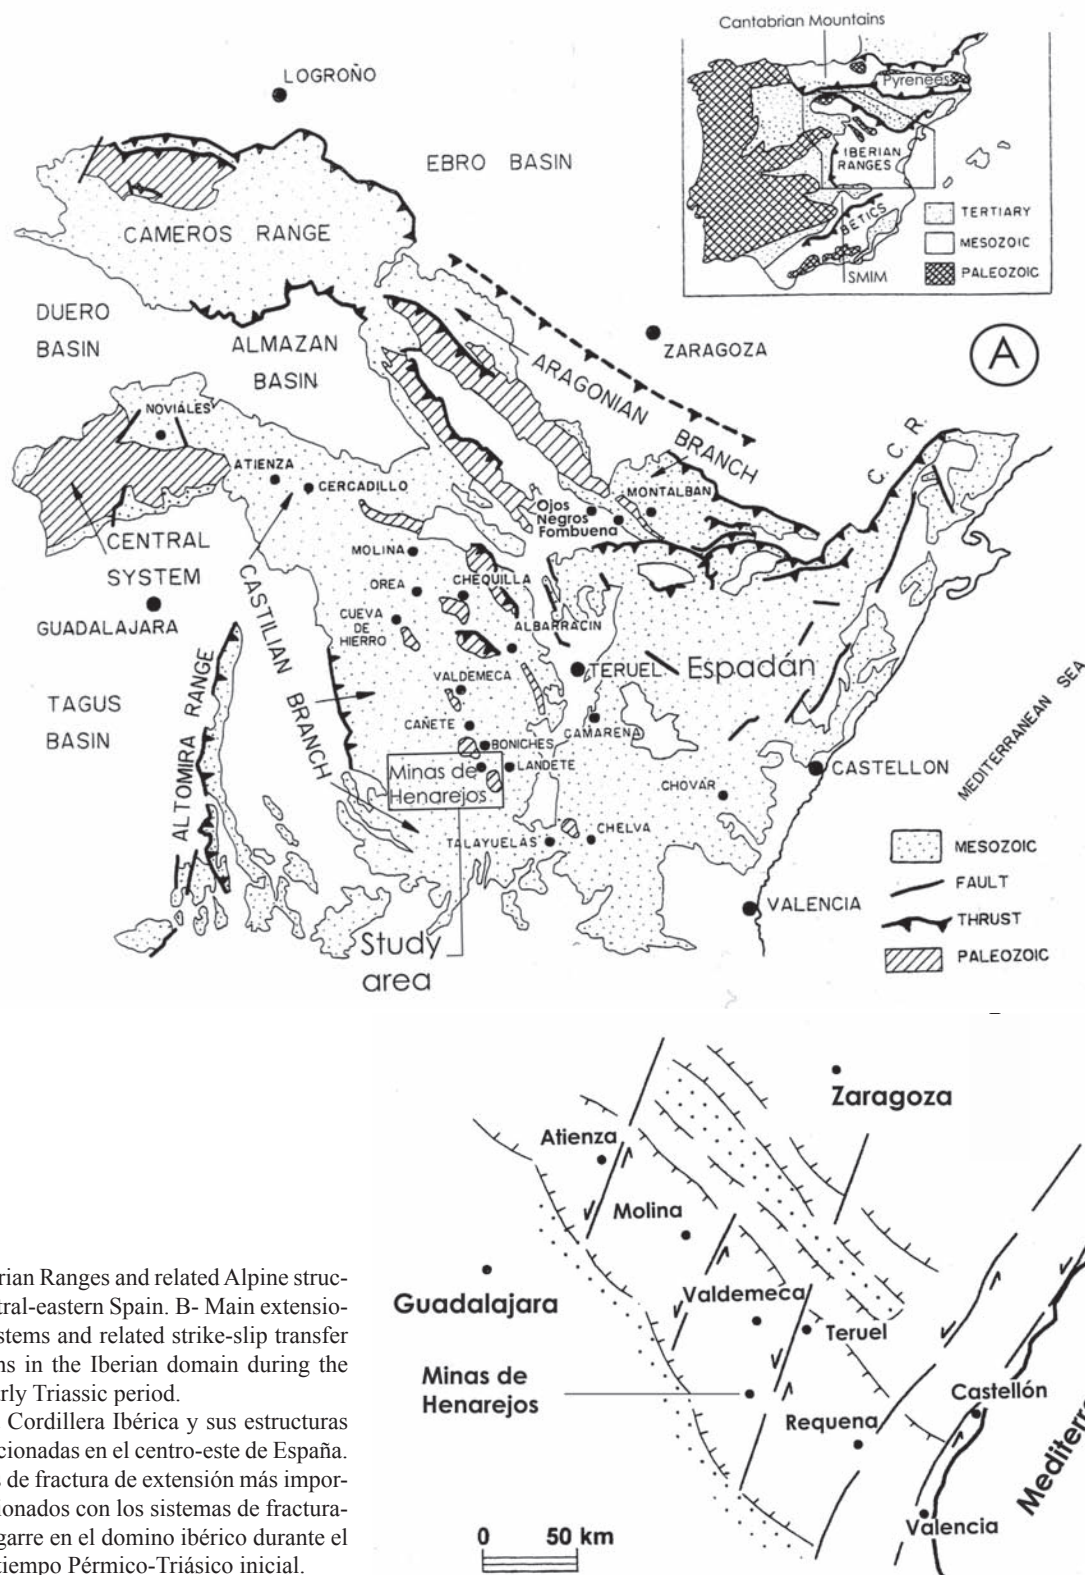 Cantabrian Mountains
LOGROÑO
Pyrenees
EBRO BASIN
IBERIAN
RANGES
TERTIARY
CAMEROS RANGE
BETICS
MESOZOIC
PALEOZOIC
SMIM
DUERO
BASIN
ALMAZAN
BASIN
ZARAGOZA
A
ARAGONIAN
BRANCH
NOVIALES
C. C. R.
ATIENZA
CERCADILLO
MONTALBAN
Ojos
Negros
Fombuena
CENTRAL
SYSTEM
MOLINA
OREA
CHEQUILLA
CASTILIAN BRANCH
CUEVA
DE
HIERRO
GUADALAJARA
ALBARRACIN
TERUEL
Espadán
VALDEMECA
ALTOMIRA RANGE
TAGUS
BASIN
CAÑETE
CAMARENA
BONICHES
MEDITERRANEAN SEA
Minas de
Henarejos
LANDETE
CASTELLON
CHOVAR
TALAYUELAS
CHELVA
MESOZOIC
FAULT
VALENCIA
THRUST
PALEOZOIC
Study
area
Zaragoza
Atienza
Molina
Valdemeca
Guadalajara
Teruel
Minas de
Henarejos
Castellón
Requena
Mediterr
Valencia
0 50 km
rian Ranges and related Alpine struc-
tral-eastern Spain. B- Main extensio-
stems and related strike-slip transfer
ns in the Iberian domain during the
arly Triassic period.
Cordillera Ibérica y sus estructuras
cionadas en el centro-este de España.
s de fractura de extensión más impor-
ionados con los sistemas de fractura-
garre en el domino ibérico durante el
tiempo Pérmico-Triásico inicial.